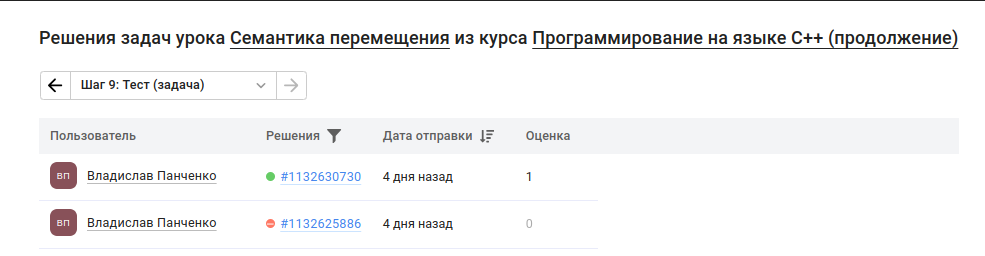 Решения задач урока Семантика перемещения из курса Программирование на языке C++ (продолжение)
Шаг 9: Тест (задача)
Пользователь Решения Дата отправки Оценка
ВП Владислав Панченко #1132630730 4 дня назад 1
ВП Владислав Панченко #1132625886 4 дня назад 0